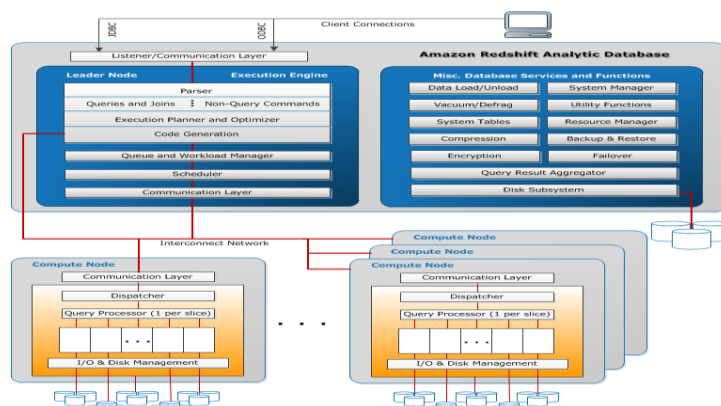 Client Connections
JDBC
ODBC
Listener/Communication Layer
Amazon Redshift Analytic Database
Leader Node
Execution Engine
Parser
Queries and Joins
Non-Query Commands
Execution Planner and Optimizer
Code Generation
Queue and Workload Manager
Scheduler
Communication Layer
Misc. Database Services and Functions
Data Load/Unload
System Manager
Vacuum/Defrag
Utility Functions
System Tables
Resource Manager
Compression
Backup & Restore
Encryption
Failover
Query Result Aggregator
Disk Subsystem
Interconnect Network
Compute Node
Communication Layer
Dispatcher
Query Processor (1 per slice)
I/O & Disk Management
Compute Node
Compute Node
Compute Node
Communication Layer
Dispatcher
Query Processor (1 per slice)
I/O & Disk Management